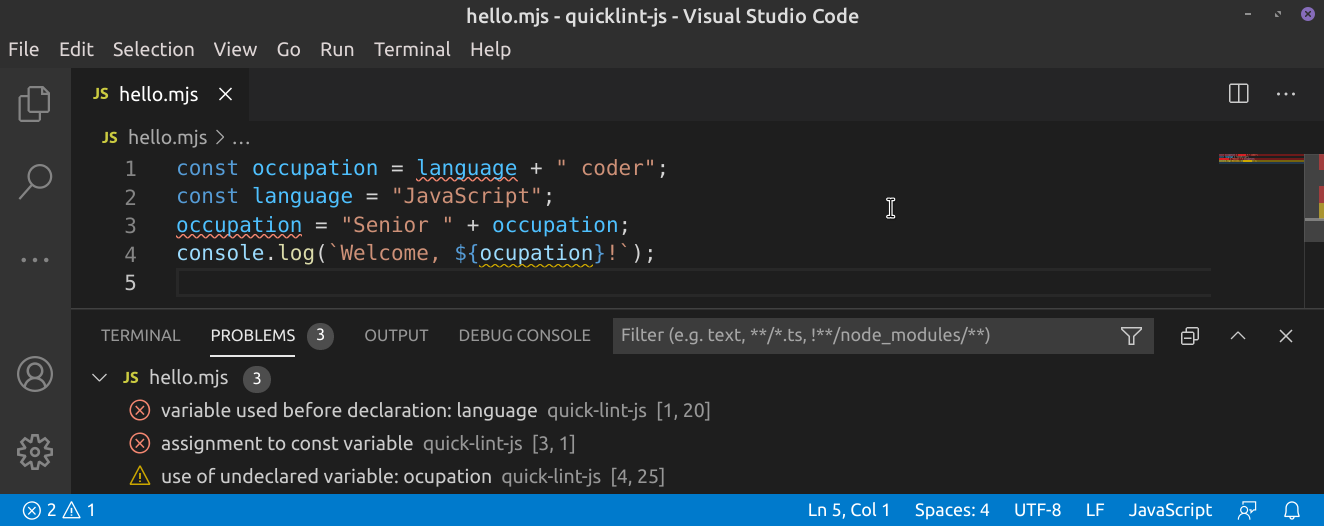 hello.mjs - quicklint-js - Visual Studio Code
File Edit Selection View Go Run Terminal Help
JS hello.mjs
JS hello.mjs > ...
1 const occupation = language + " coder";
2 const language = "JavaScript";
3 occupation = "Senior " + occupation;
4 console.log(`Welcome, ${ocupation}!`);
5
TERMINAL PROBLEMS 3 OUTPUT DEBUG CONSOLE Filter (e.g. text, **/*.ts, !**/node_modules/**)
JS hello.mjs 3
variable used before declaration: language quick-lint-js [1, 20]
assignment to const variable quick-lint-js [3, 1]
use of undeclared variable: ocupation quick-lint-js [4, 25]
2 1 Ln 5, Col 1 Spaces: 4 UTF-8 LF JavaScript